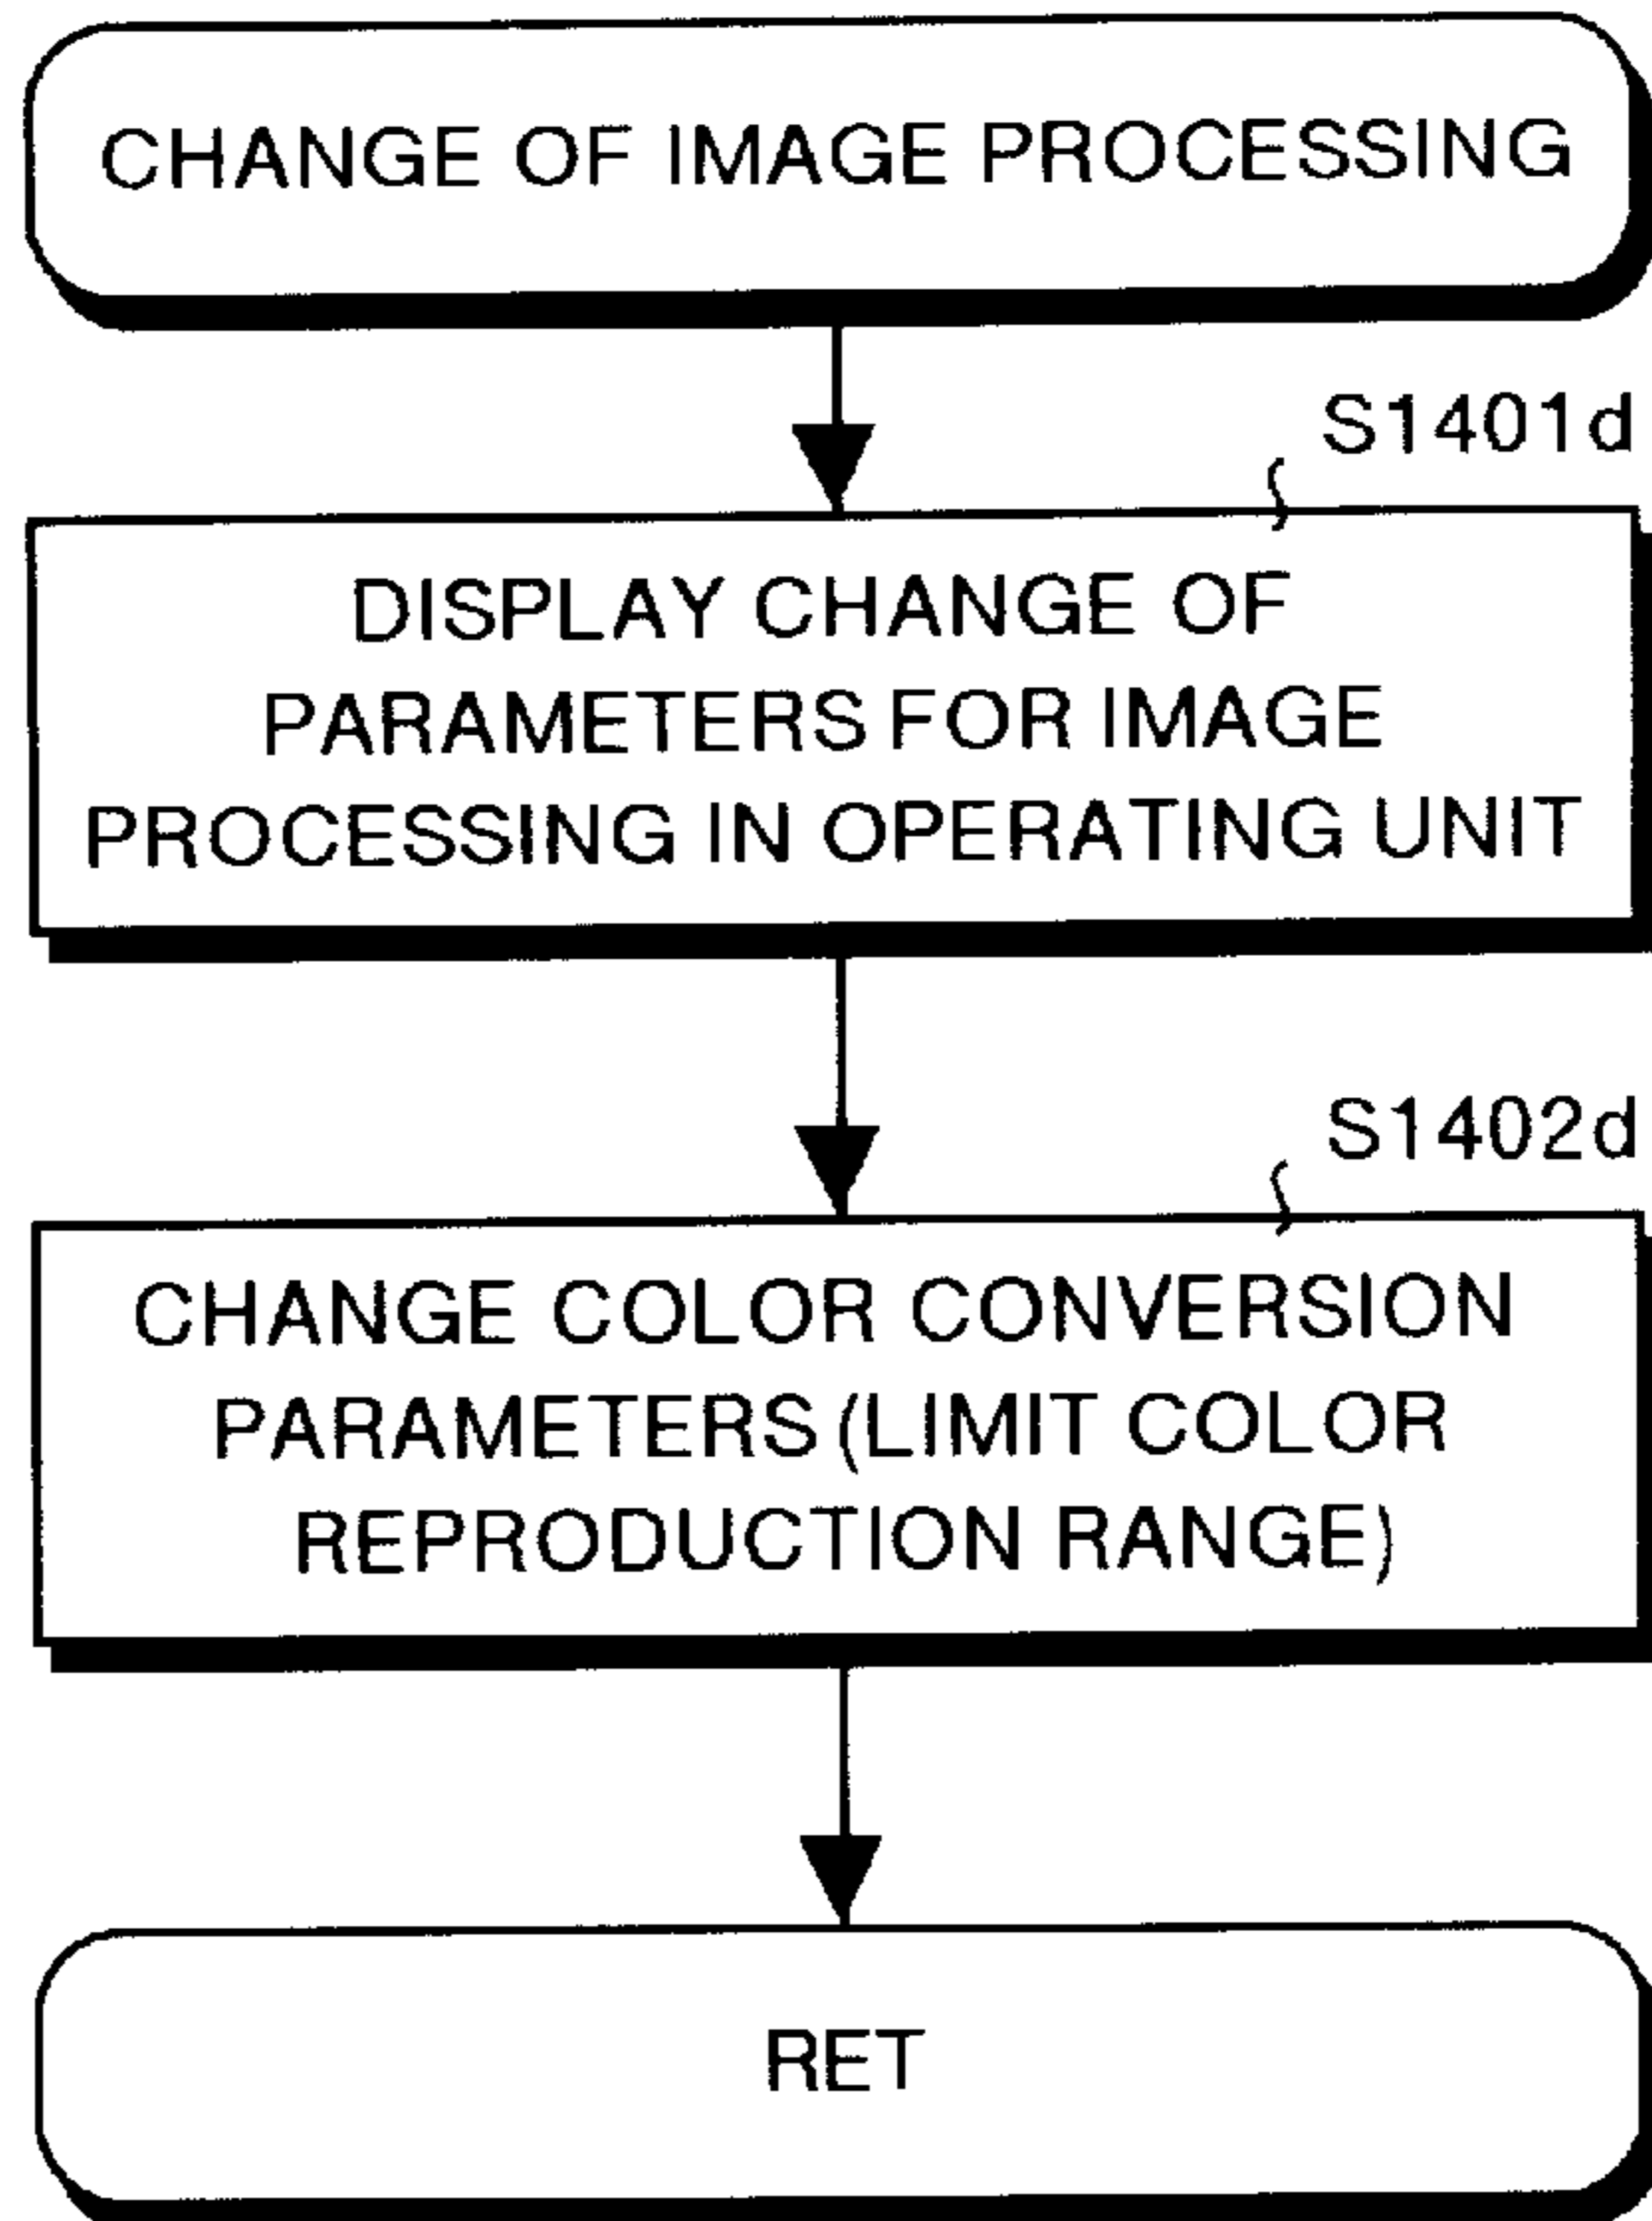 CHANGE OF IMAGE PROCESSING
S1401d
DISPLAY CHANGE OF
PARAMETERS FOR IMAGE
PROCESSING IN OPERATING UNIT
S1402d
CHANGE COLOR CONVERSION
PARAMETERS (LIMIT COLOR
REPRODUCTION RANGE)
RET